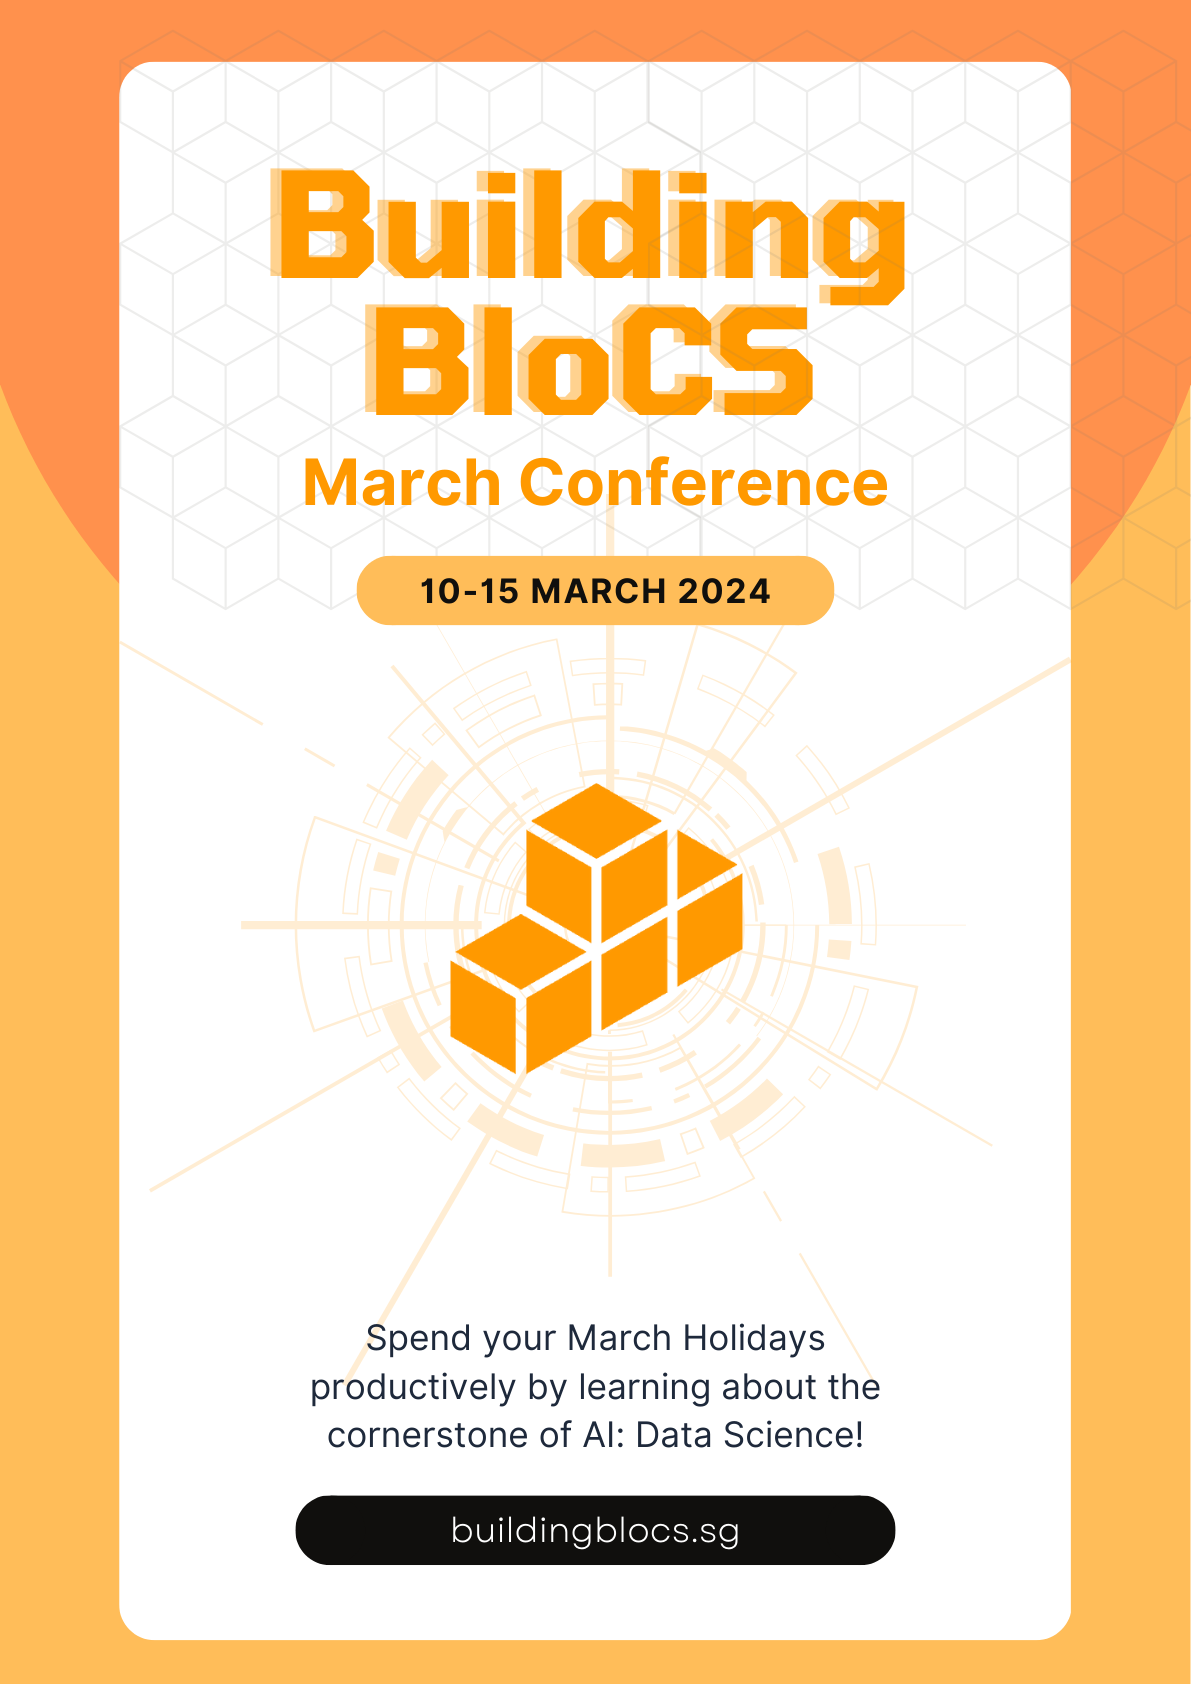 Building
BloCS
March Conference
10-15 MARCH 2024
Spend your March Holidays
productively by learning about the
cornerstone of AI: Data Science!
buildingblocs.sg